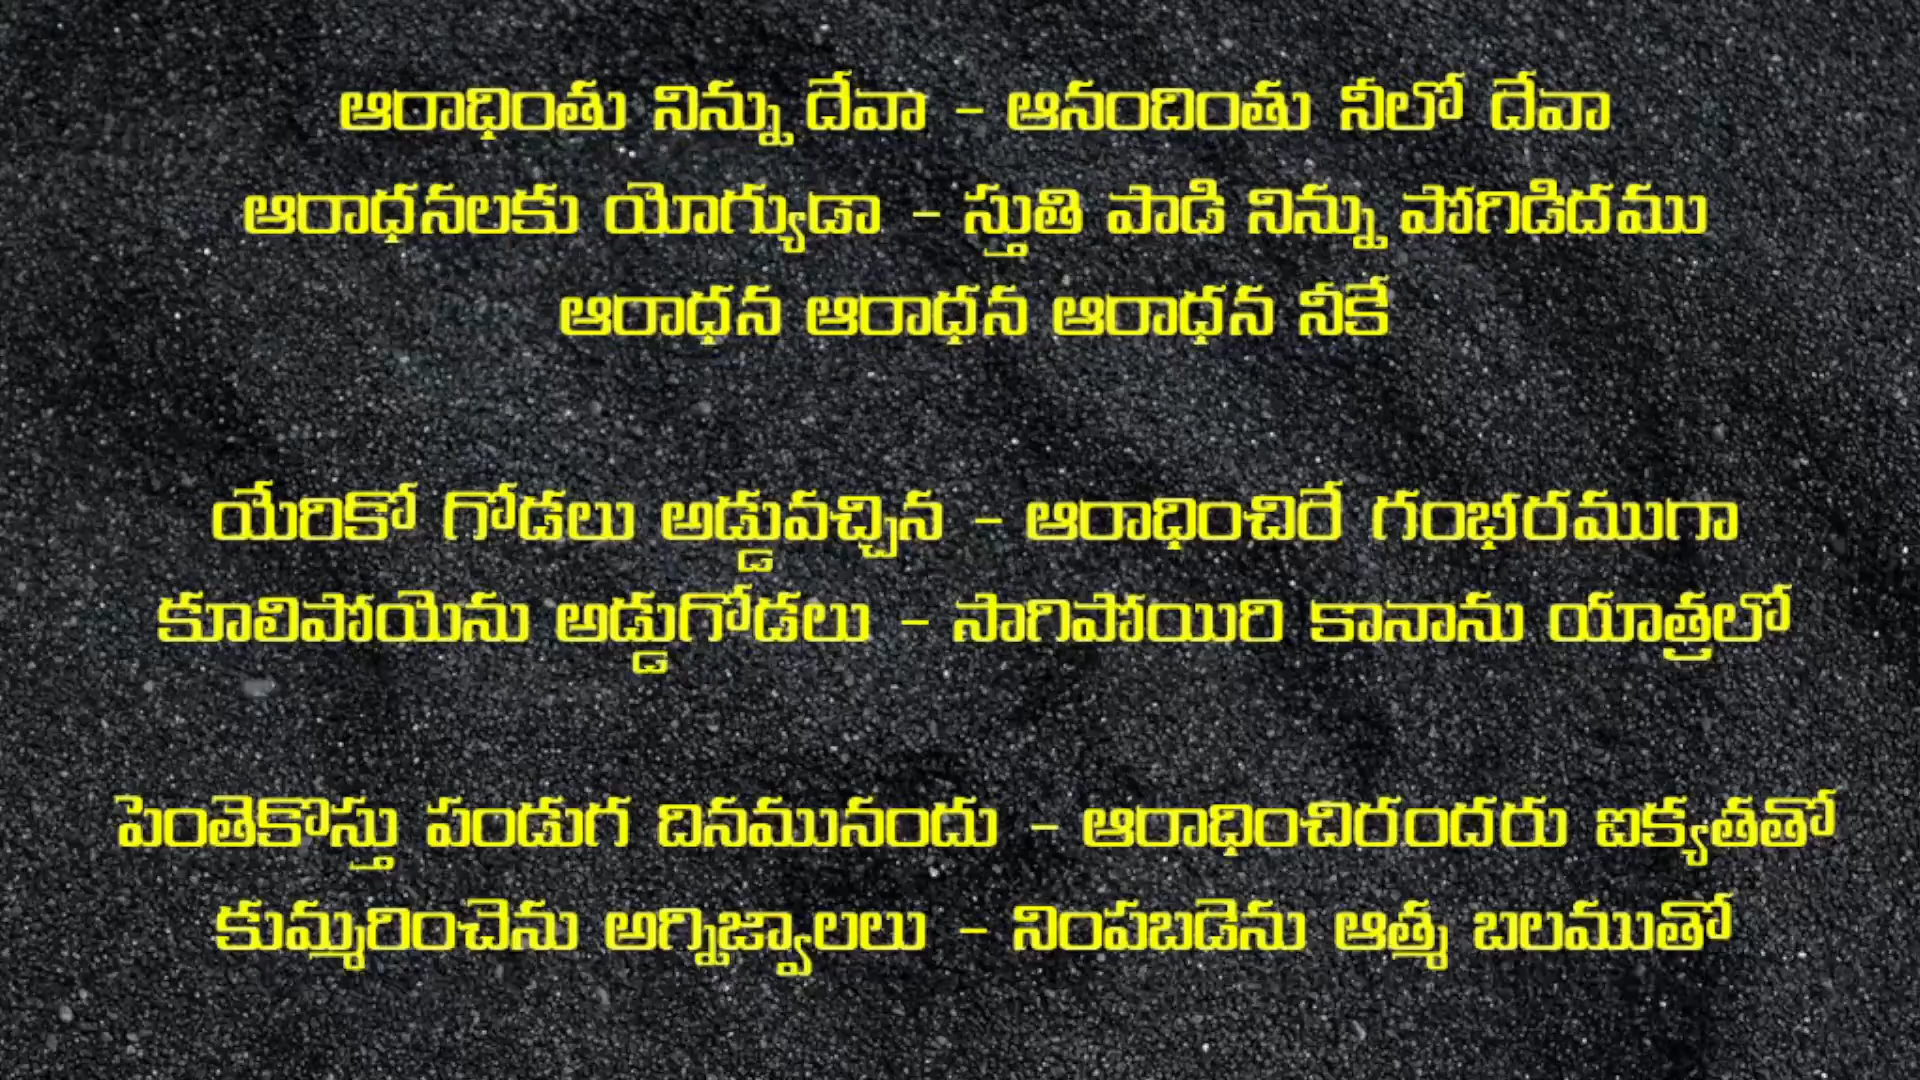 ఆరాధింతు నిన్ను దేవా - ఆనందింతు నీలో దేవా
ఆరాధనలకు యోగ్యుడా - స్తుతి పాడి నిన్ను పోగిడిదము
ఆరాధన ఆరాధన ఆరాధన నీకే
యేరికో గోడలు అడ్డువచ్చిన - ఆరాధించిరే గంభీరముగా
కూలిపోయెను అడ్డుగోడలు - సాగిపోయిరి కానాను యాత్రలో
పెంతెకొస్తు పండుగ దినమునందు - ఆరాధించిరందరు ఐక్యతతో
కుమ్మరించెను అగ్నిజ్వాలలు - నింపబడెను ఆత్మ బలముతో